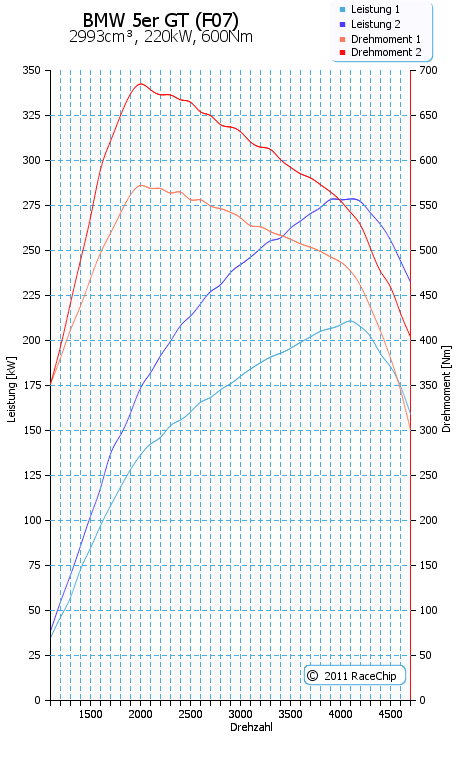 BMW 5er GT (F07)
2993cm³, 220kW, 600Nm
Leistung 1
Leistung 2
Drehmoment 1
Drehmoment 2
350
325
300
275
250
225
200
175
150
125
100
75
50
25
0
Leistung [kW]
700
650
600
550
500
450
400
350
300
250
200
150
100
50
0
Drehmoment [Nm]
1500 2000 2500 3000 3500 4000 4500
Drehzahl
© 2011 RaceChip